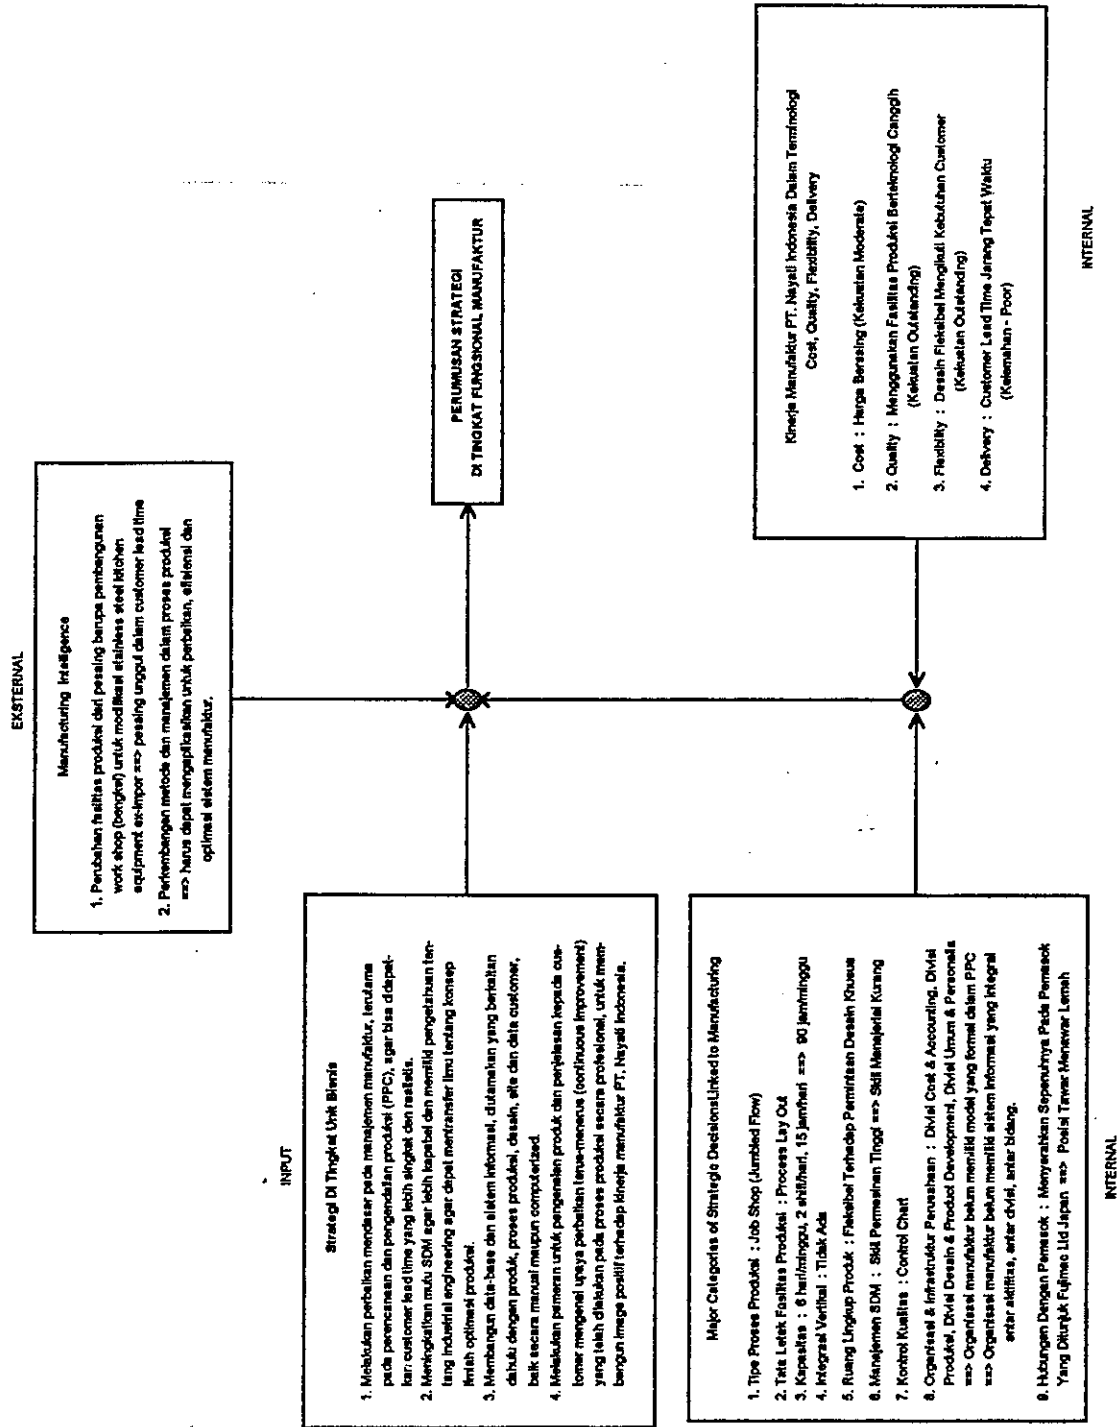 EKSTERNAL
Manufacturing Intelligence
1. Perubahan fasilitas produksi dari pesaing berupa pembangunan
work shop (bengkel) untuk modifikasi stainless steel kitchen
equipment ex-impor ==> pesaing unggul dalam customer lead time
2. Perkembangan metode dan manajemen dalam proses produksi
==> harus dapat mengaplikasikan untuk perbaikan, efisiensi dan
optimasi sistem manufaktur.
INPUT
Strategi Di Tingkat Unit Bisnis
1. Melakukan perbaikan mendasar pada manajemen manufaktur, terutama
pada perencanaan dan pengendalian produksi (PPC), agar bisa didapat-
kan customer lead time yang lebih singkat dan realistis.
2. Meningkatkan mutu SDM agar lebih kapabel dan memiliki pengetahuan ten-
tang industrial engineering agar dapat mentransfer ilmu tentang konsep
ilmiah optimasi produksi.
3. Membangun data-base dan sistem informasi, diutamakan yang berkaitan
dahulu dengan produk, proses produksi, desain, site dan data customer,
baik secara manual maupun computerized.
4. Melakukan pameran untuk pengenalan produk dan penjelasan kepada cus-
tomer mengenai upaya perbaikan terus-menerus (continuous improvement)
yang telah dilakukan pada proses produksi secara profesional, untuk mem-
bangun image positif terhadap kinerja manufaktur PT. Nayati Indonesia.
PERUMUSAN STRATEGI
DI TINGKAT FUNGSIONAL MANUFAKTUR
Major Categories of Strategic Decisions Linked to Manufacturing
1. Tipe Proses Produksi : Job Shop (Jumbled Flow)
2. Tata Letak Fasilitas Produksi : Process Lay Out
3. Kapasitas : 6 hari/minggu, 2 shift/hari, 15 jam/hari ==> 90 jam/minggu
4. Integrasi Vertikal : Tidak Ada
5. Ruang Lingkup Produk : Fleksibel Terhadap Permintaan Desain Khusus
6. Manajemen SDM : Skill Permesinan Tinggi ==> Skill Manajerial Kurang
7. Kontrol Kualitas : Control Chart
8. Organisasi & Infrastruktur Perusahaan : Divisi Cost & Accounting, Divisi
Produksi, Divisi Desain & Product Development, Divisi Umum & Personalia
==> Organisasi manufaktur belum memiliki model yang formal dalam PPC
==> Organisasi manufaktur belum memiliki sistem informasi yang integral
antar aktifitas, antar divisi, antar bidang.
9. Hubungan Dengan Pemasok : Menyerahkan Sepenuhnya Pada Pemasok
Yang Ditunjuk Fujimec Ltd Japan ==> Posisi Tawar Menawar Lemah
INTERNAL
Kinerja Manufaktur PT. Nayati Indonesia Dalam Terminologi
Cost, Quality, Flexibility, Delivery
1. Cost : Harga Bersaing (Kekuatan Moderate)
2. Quality : Menggunakan Fasilitas Produksi Berteknologi Canggih
(Kekuatan Outstanding)
3. Flexibility : Desain Fleksibel Mengikuti Kebutuhan Customer
(Kekuatan Outstanding)
4. Delivery : Customer Lead Time Jarang Tepat Waktu
(Kelemahan - Poor)
INTERNAL